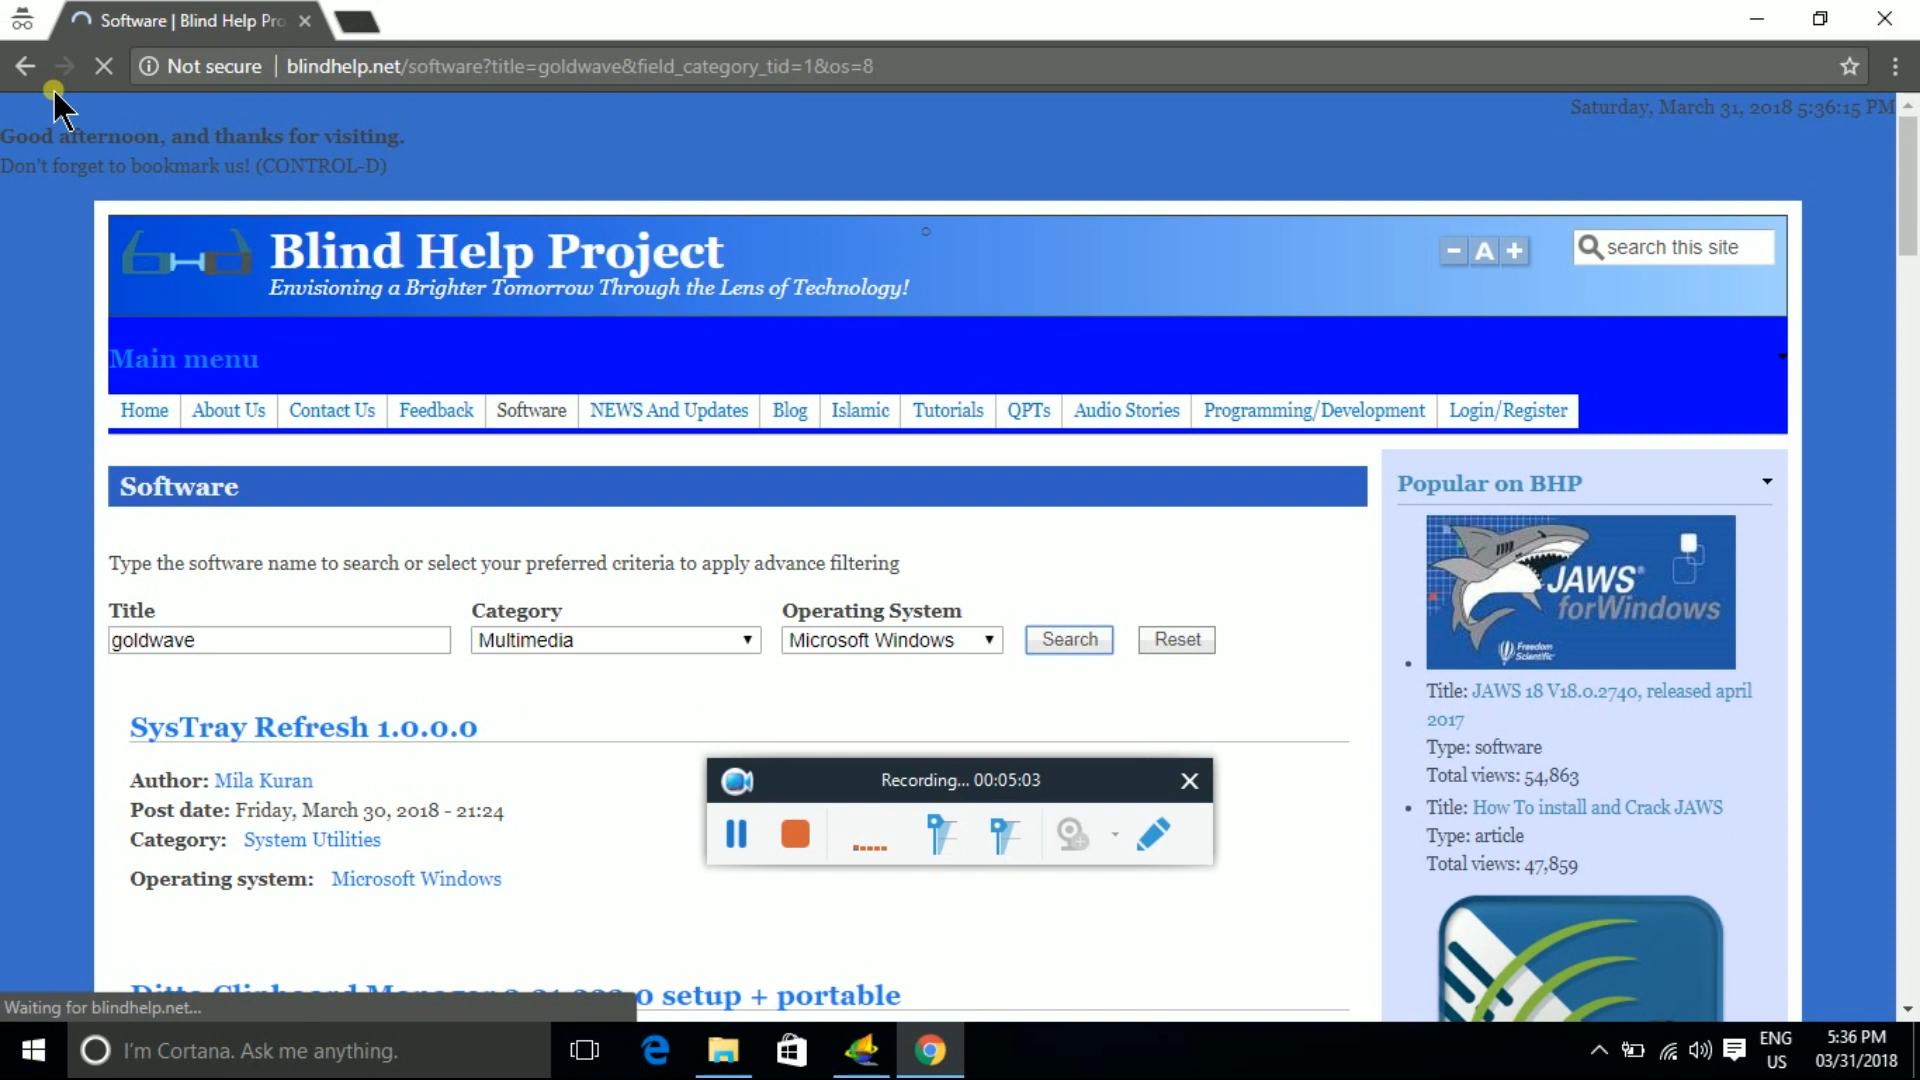 Software | Blind Help Pro
Not secure | blindhelp.net/software?title=goldwave&field_category_tid=1&os=8
Saturday, March 31, 2018 5:36:15 PM
Good afternoon, and thanks for visiting.
Don't forget to bookmark us! (CONTROL-D)
Blind Help Project
Envisioning a Brighter Tomorrow Through the Lens of Technology!
- A +
search this site
Main menu
Home About Us Contact Us Feedback Software NEWS And Updates Blog Islamic Tutorials QPTs Audio Stories Programming/Development Login/Register
Software
Type the software name to search or select your preferred criteria to apply advance filtering
Title Category Operating System
goldwave Multimedia Microsoft Windows Search Reset
SysTray Refresh 1.0.0.0
Author: Mila Kuran
Post date: Friday, March 30, 2018 - 21:24
Category: System Utilities
Operating system: Microsoft Windows
0 setup + portable
Popular on BHP
JAWS®
for Windows
Freedom
Scientific
Title: JAWS 18 V18.0.2740, released april
2017
Type: software
Total views: 54,863
Title: How To install and Crack JAWS
Type: article
Total views: 47,859
Recording... 00:05:03
Waiting for blindhelp.net...
I'm Cortana. Ask me anything.
ENG
US
5:36 PM
03/31/2018